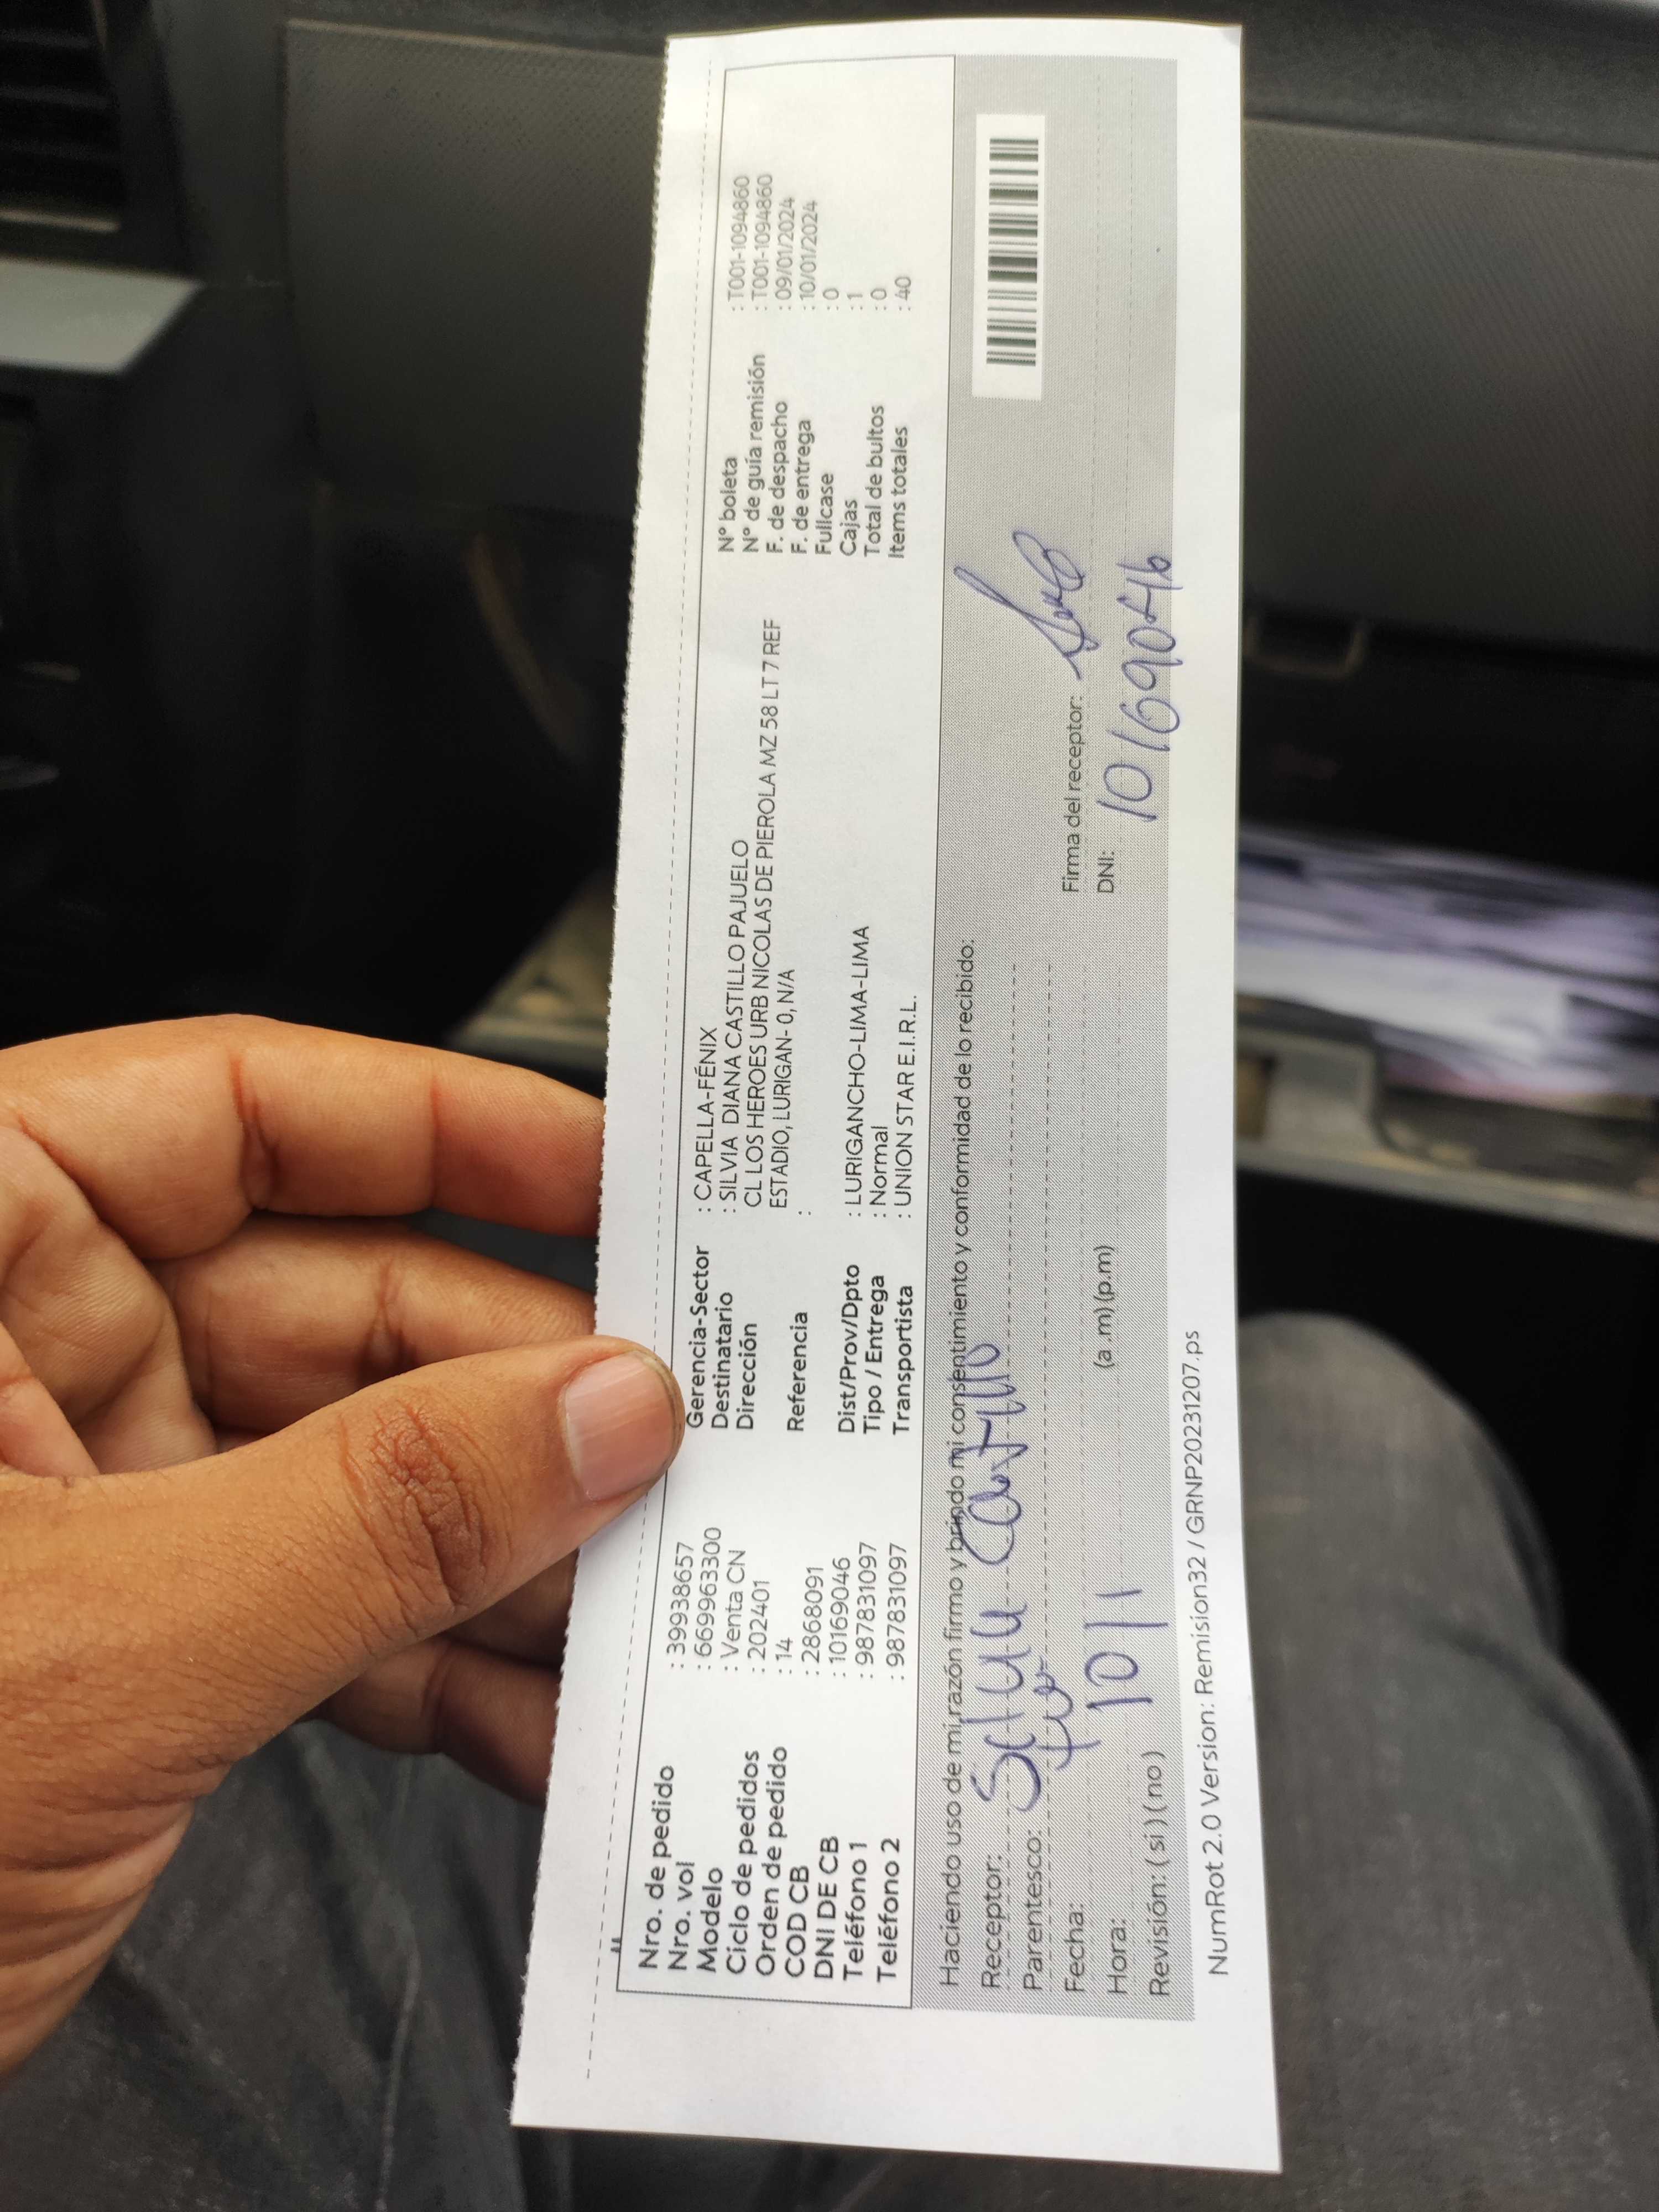 Nro. de pedido : 39938657
Nro. vol : 6699963300
Modelo : Venta CN
Ciclo de pedidos : 202401
Orden de pedido : 14
COD CB : 2868091
DNI DE CB : 10169046
Teléfono 1 : 987831097
Teléfono 2 : 987831097
Gerencia-Sector : CAPELLA-FÉNIX
Destinatario : SILVIA DIANA CASTILLO PAJUELO
Dirección CL LOS HEROES URB NICOLAS DE PIEROLA MZ 58 LT 7 REF
ESTADIO, LURIGAN- 0, N/A
Referencia :
Dist/Prov/Dpto : LURIGANCHO-LIMA-LIMA
Tipo / Entrega : Normal
Transportista : UNION STAR E.I.R.L.
N° boleta : T001-1094860
N° de guía remisión : T001-1094860
F. de despacho : 09/01/2024
F. de entrega : 10/01/2024
Fullcase : 0
Cajas : 1
Total de bultos : 0
Items totales : 40
Haciendo uso de mi razón firmo y brindo mi consentimiento y conformidad de lo recibido:
Receptor: Castillo
Parentesco:
Fecha: 10/1
Hora: (a .m) (p.m)
Revisión: ( si ) ( no )
Firma del receptor:
DNI: 10169046
NumRot 2.0 Version: Remision32 / GRNP20231207.ps